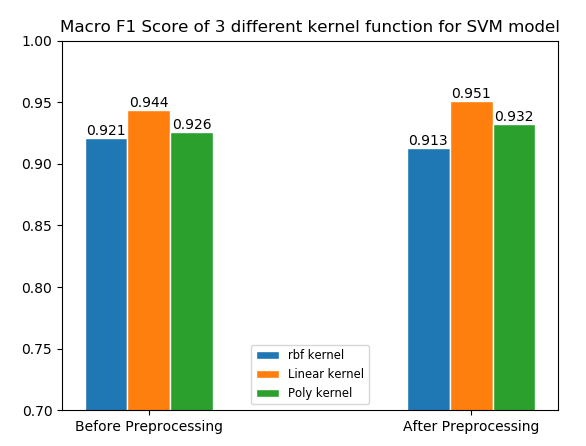 Macro F1 Score of 3 different kernel function for SVM model
1.00
0.95
0.90
0.85
0.80
0.75
0.70
0.921
0.944
0.926
0.913
0.951
0.932
rbf kernel
Linear kernel
Poly kernel
Before Preprocessing
After Preprocessing